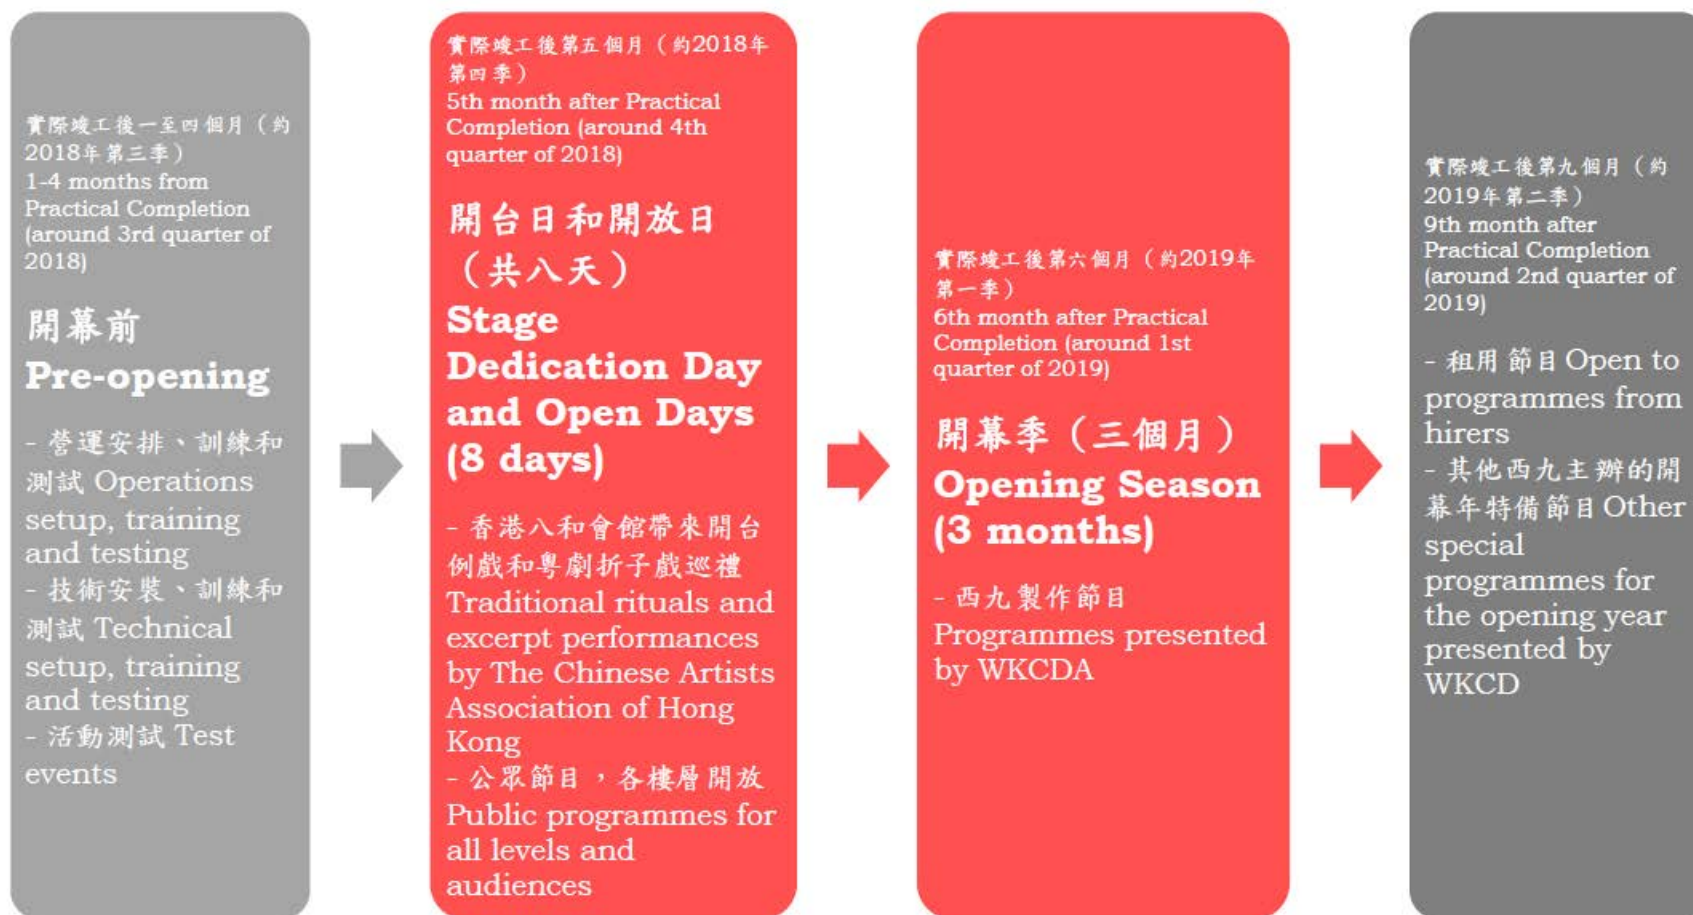 實際竣工後一至四個月（約
2018年第三季）
1-4 months from
Practical Completion
(around 3rd quarter of
2018)
開幕前
Pre-opening
- 營運安排、訓練和
測試 Operations
setup, training
and testing
- 技術安裝、訓練和
測試 Technical
setup, training
and testing
- 活動測試 Test
events
實際竣工後第五個月（約2018年
第四季）
5th month after Practical
Completion (around 4th
quarter of 2018)
開台日和開放日
（共八天）
Stage
Dedication Day
and Open Days
(8 days)
- 香港八和會館帶來開台
例戲和粵劇折子戲巡禮
Traditional rituals and
excerpt performances
by The Chinese Artists
Association of Hong
Kong
- 公眾節目，各樓層開放
Public programmes for
all levels and
audiences
實際竣工後第六個月（約2019年
第一季）
6th month after Practical
Completion (around 1st
quarter of 2019)
開幕季（三個月）
Opening Season
(3 months)
- 西九製作節目
Programmes presented
by WKCDA
實際竣工後第九個月（約
2019年第二季）
9th month after
Practical Completion
(around 2nd quarter of
2019)
- 租用節目 Open to
programmes from
hirers
- 其他西九主辦的開
幕年特備節目 Other
special
programmes for
the opening year
presented by
WKCD